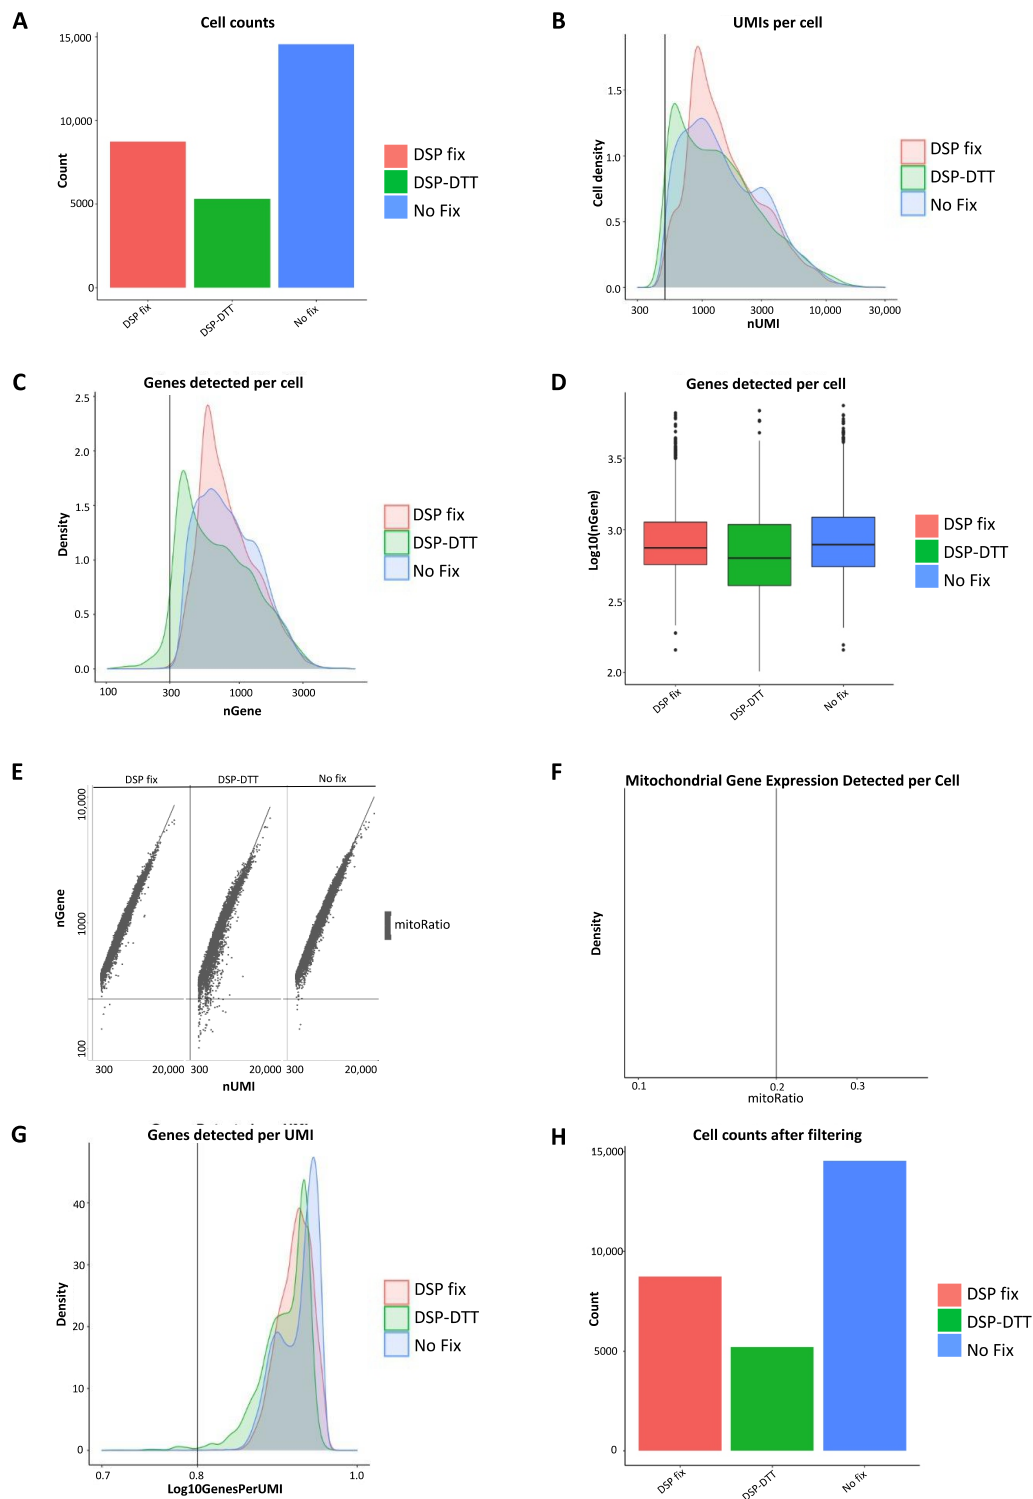 A
Cell counts
15,000
10,000
5000
0
Count
DSP fix
DSP-DTT
No fix
DSP fix
DSP-DTT
No Fix
B
UMIs per cell
1.5
1.0
0.5
0.0
Cell density
300
1000
3000
10,000
30,000
nUMI
DSP fix
DSP-DTT
No Fix
C
Genes detected per cell
2.5
2.0
1.5
1.0
0.5
0.0
Density
100
300
1000
3000
nGene
DSP fix
DSP-DTT
No Fix
D
Genes detected per cell
3.5
3.0
2.5
2.0
Log10(nGene)
DSP fix
DSP-DTT
No fix
DSP fix
DSP-DTT
No Fix
E
DSP fix
DSP-DTT
No fix
10,000
1000
100
nGene
300
20,000
300
20,000
300
20,000
nUMI
mitoRatio
F
Mitochondrial Gene Expression Detected per Cell
Density
0.1
0.2
0.3
mitoRatio
G
Genes detected per UMI
40
30
20
10
0
Density
0.7
0.8
1.0
Log10GenesPerUMI
DSP fix
DSP-DTT
No Fix
H
Cell counts after filtering
15,000
10,000
5000
0
Count
DSP fix
DSP-DTT
No fix
DSP fix
DSP-DTT
No Fix